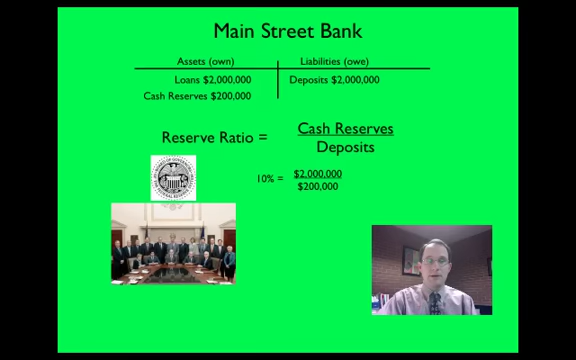 Main Street Bank
Assets (own) Liabilities (owe)
Loans $2,000,000 Deposits $2,000,000
Cash Reserves $200,000
Reserve Ratio = Cash Reserves
Deposits
10% = $2,000,000
$200,000